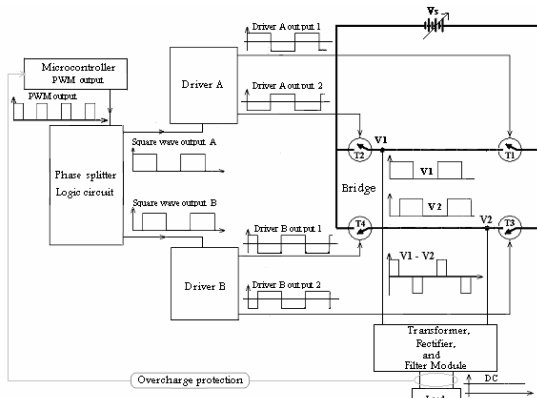 Driver A output 1
Vs
Microcontroller
PWM output
Driver A
Driver A output 2
PWM output
V1
T2
T1
Square wave output A
V1
Phase splitter
Logic circuit
Bridge
V2
Square wave output B
V2
T4
T3
Driver B output 1
V1 - V2
Driver B
Driver B output 2
Transformer,
Rectifier,
and
Filter Module
Overcharge protection
DC